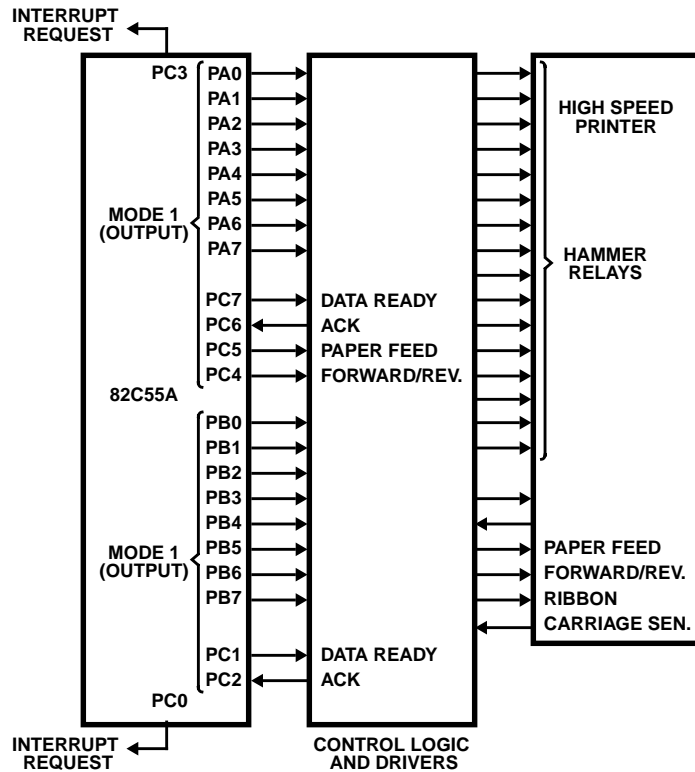 INTERRUPT
REQUEST
PC3
PA0
PA1
PA2
PA3
PA4
PA5
PA6
PA7
MODE 1
(OUTPUT)
PC7
PC6
PC5
PC4
82C55A
PB0
PB1
PB2
PB3
PB4
PB5
PB6
PB7
MODE 1
(OUTPUT)
PC1
PC2
PC0
INTERRUPT
REQUEST
DATA READY
ACK
PAPER FEED
FORWARD/REV.
DATA READY
ACK
CONTROL LOGIC
AND DRIVERS
HIGH SPEED
PRINTER
HAMMER
RELAYS
PAPER FEED
FORWARD/REV.
RIBBON
CARRIAGE SEN.